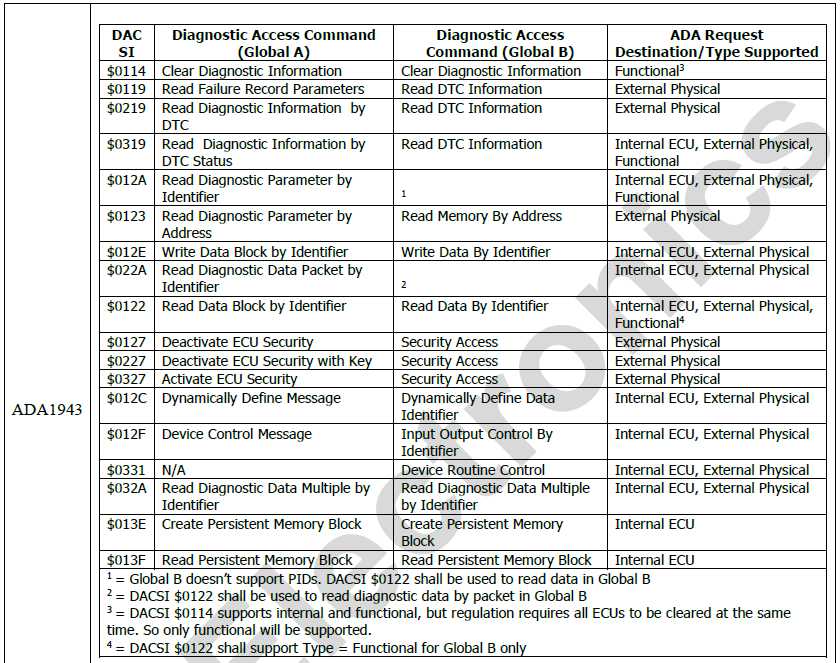 DAC SI | Diagnostic Access Command (Global A) | Diagnostic Access Command (Global B) | ADA Request Destination/Type Supported
$0114 | Clear Diagnostic Information | Clear Diagnostic Information | Functional³
$0119 | Read Failure Record Parameters | Read DTC Information | External Physical
$0219 | Read Diagnostic Information by DTC | Read DTC Information | External Physical
$0319 | Read Diagnostic Information by DTC Status | Read DTC Information | Internal ECU, External Physical, Functional
$012A | Read Diagnostic Parameter by Identifier | ¹ | Internal ECU, External Physical, Functional
$0123 | Read Diagnostic Parameter by Address | Read Memory By Address | External Physical
$012E | Write Data Block by Identifier | Write Data By Identifier | Internal ECU, External Physical
$022A | Read Diagnostic Data Packet by Identifier | ² | Internal ECU, External Physical
$0122 | Read Data Block by Identifier | Read Data By Identifier | Internal ECU, External Physical, Functional⁴
$0127 | Deactivate ECU Security | Security Access | External Physical
$0227 | Deactivate ECU Security with Key | Security Access | External Physical
$0327 | Activate ECU Security | Security Access | External Physical
ADA1943
$012C | Dynamically Define Message | Dynamically Define Data Identifier | Internal ECU, External Physical
$012F | Device Control Message | Input Output Control By Identifier | Internal ECU, External Physical
$0331 | N/A | Device Routine Control | Internal ECU, External Physical
$032A | Read Diagnostic Data Multiple by Identifier | Read Diagnostic Data Multiple by Identifier | Internal ECU, External Physical
$013E | Create Persistent Memory Block | Create Persistent Memory Block | Internal ECU
$013F | Read Persistent Memory Block | Read Persistent Memory Block | Internal ECU
¹ = Global B doesn't support PIDs. DACSI $0122 shall be used to read data in Global B
² = DACSI $0122 shall be used to read diagnostic data by packet in Global B
³ = DACSI $0114 supports internal and functional, but regulation requires all ECUs to be cleared at the same
time. So only functional will be supported.
⁴ = DACSI $0122 shall support Type = Functional for Global B only
Electronics